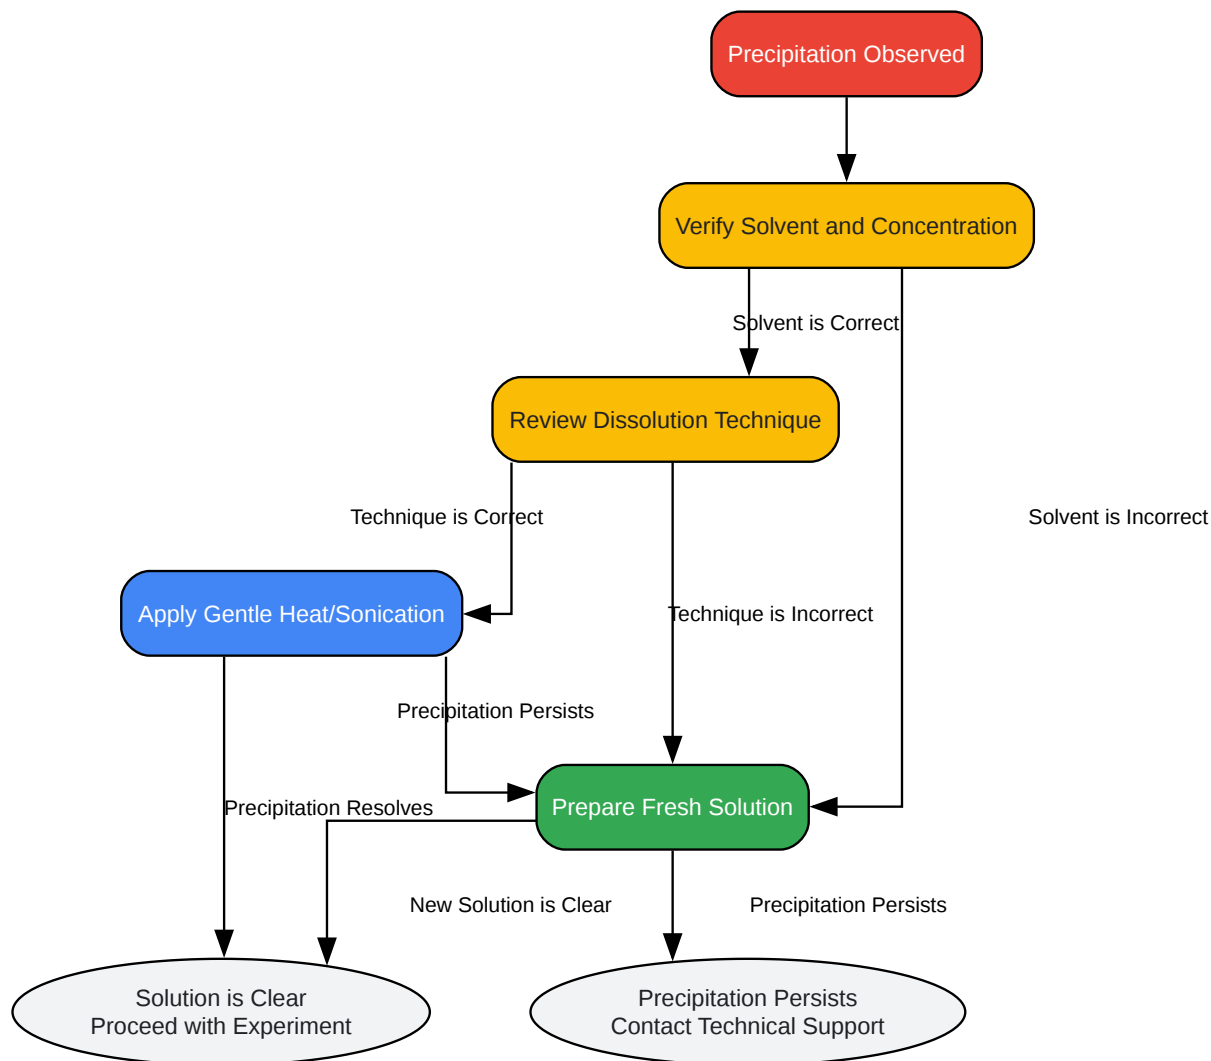 Precipitation Observed
Verify Solvent and Concentration
Solvent is Correct
Review Dissolution Technique
Technique is Correct
Solvent is Incorrect
Apply Gentle Heat/Sonication
Technique is Incorrect
Precipitation Persists
Precipitation Resolves
Prepare Fresh Solution
New Solution is Clear
Precipitation Persists
Solution is Clear
Proceed with Experiment
Precipitation Persists
Contact Technical Support